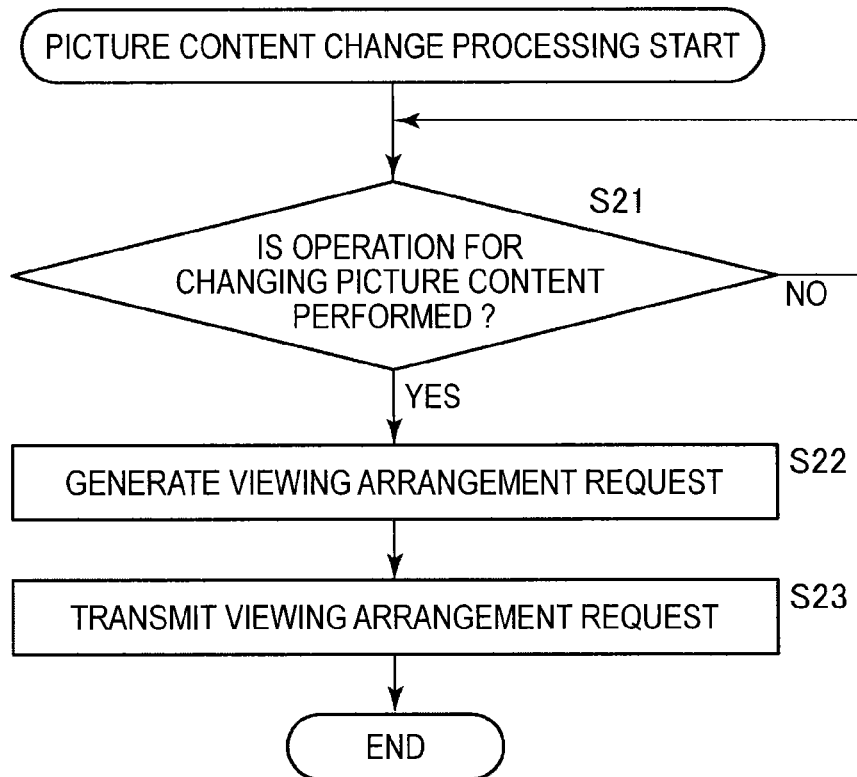 PICTURE CONTENT CHANGE PROCESSING START
S21
IS OPERATION FOR
CHANGING PICTURE CONTENT
PERFORMED ?
NO
YES
GENERATE VIEWING ARRANGEMENT REQUEST
S22
TRANSMIT VIEWING ARRANGEMENT REQUEST
S23
END